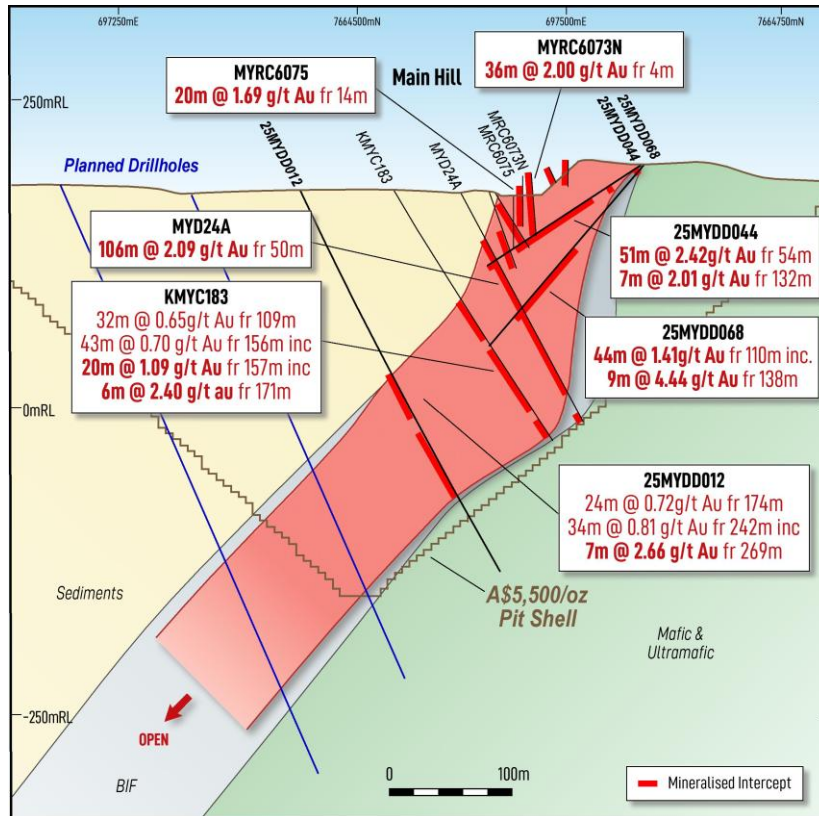 697250mE
7664500mN
697500mE
7664750mN
MYRC6075
20m @ 1.69 g/t Au fr 14m
Main Hill
MYRC6073N
36m @ 2.00 g/t Au fr 4m
250mRL
Planned Drillholes
25MYDD012
KMYC183
MYD24A
MRC6075
MRC6073N
25MYDD044
25MYDD068
MYD24A
106m @ 2.09 g/t Au fr 50m
25MYDD044
51m @ 2.42g/t Au fr 54m
7m @ 2.01 g/t Au fr 132m
KMYC183
32m @ 0.65g/t Au fr 109m
43m @ 0.70 g/t Au fr 156m inc
20m @ 1.09 g/t Au fr 157m inc
6m @ 2.40 g/t au fr 171m
25MYDD068
44m @ 1.41g/t Au fr 110m inc.
9m @ 4.44 g/t Au fr 138m
0mRL
25MYDD012
24m @ 0.72g/t Au fr 174m
34m @ 0.81 g/t Au fr 242m inc
7m @ 2.66 g/t Au fr 269m
Sediments
A$5,500/oz
Pit Shell
Mafic &
Ultramafic
-250mRL
OPEN
BIF
0
100m
Mineralised Intercept